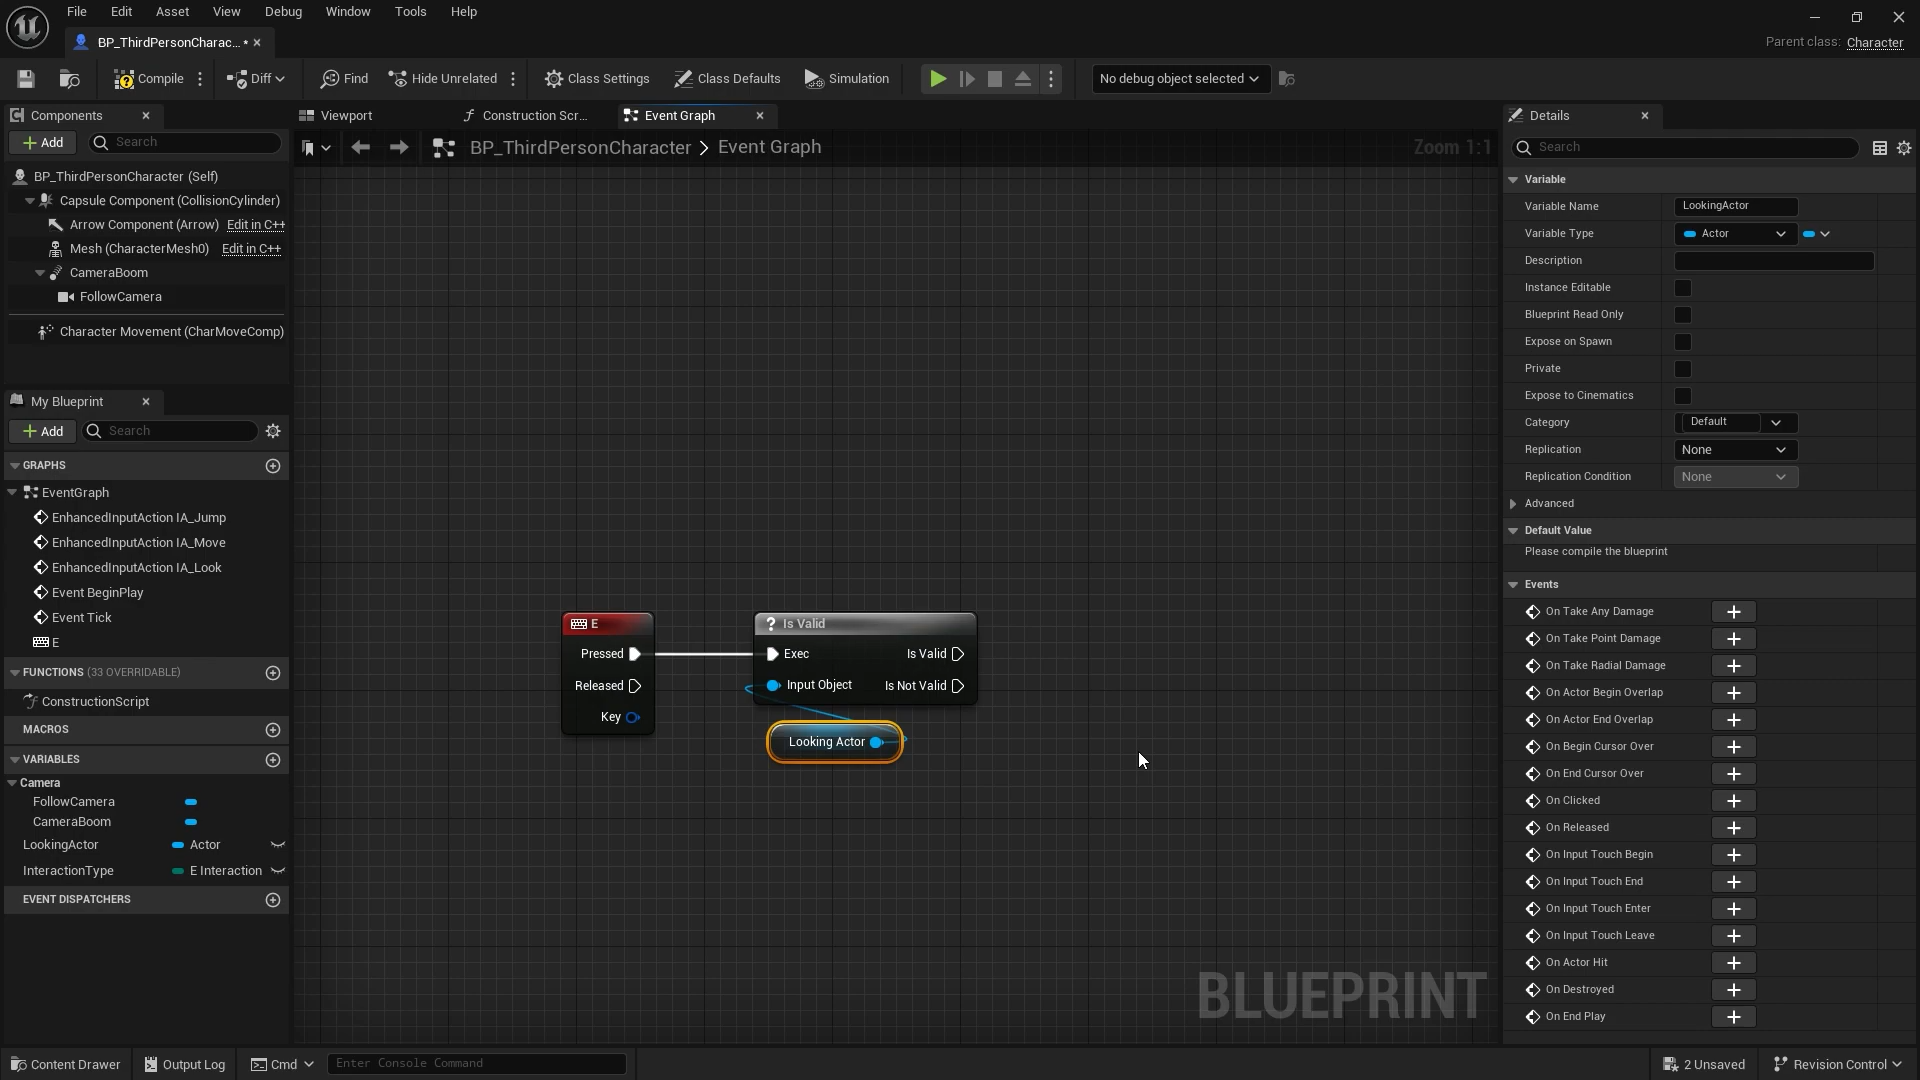 File Edit Asset View Debug Window Tools Help
BP_ThirdPersonCharac... •
Parent class: Character
Compile Diff Find Hide Unrelated Class Settings Class Defaults Simulation No debug object selected
Components
Add Search
BP_ThirdPersonCharacter (Self)
Capsule Component (CollisionCylinder)
Arrow Component (Arrow) Edit in C++
Mesh (CharacterMesh0) Edit in C++
CameraBoom
FollowCamera
Character Movement (CharMoveComp)
My Blueprint
Add Search
GRAPHS
EventGraph
EnhancedInputAction IA_Jump
EnhancedInputAction IA_Move
EnhancedInputAction IA_Look
Event BeginPlay
Event Tick
E
FUNCTIONS (33 OVERRIDABLE)
ConstructionScript
MACROS
VARIABLES
Camera
FollowCamera
CameraBoom
LookingActor Actor
InteractionType E Interaction
EVENT DISPATCHERS
Viewport Construction Scr... Event Graph
BP_ThirdPersonCharacter > Event Graph Zoom 1:1
E
Pressed
Released
Key
? Is Valid
Exec Is Valid
Input Object Is Not Valid
Looking Actor
BLUEPRINT
Details
Search
Variable
Variable Name LookingActor
Variable Type Actor
Description
Instance Editable
Blueprint Read Only
Expose on Spawn
Private
Expose to Cinematics
Category Default
Replication None
Replication Condition None
Advanced
Default Value
Please compile the blueprint
Events
On Take Any Damage
On Take Point Damage
On Take Radial Damage
On Actor Begin Overlap
On Actor End Overlap
On Begin Cursor Over
On End Cursor Over
On Clicked
On Released
On Input Touch Begin
On Input Touch End
On Input Touch Enter
On Input Touch Leave
On Actor Hit
On Destroyed
On End Play
Content Drawer Output Log Cmd Enter Console Command 2 Unsaved Revision Control